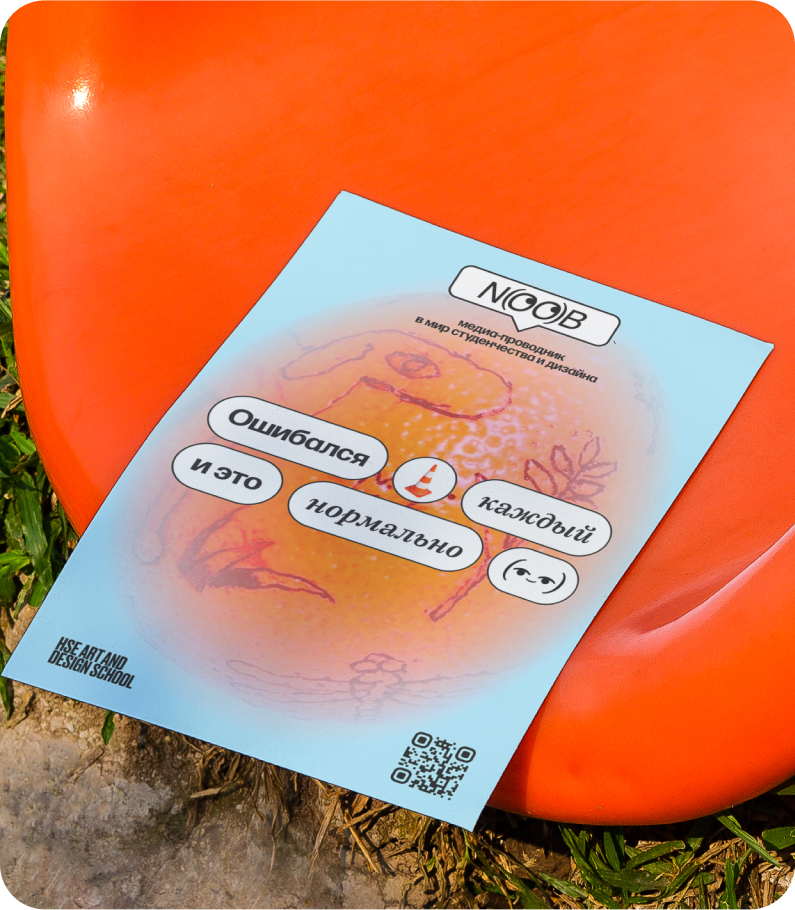 NOOB
медиа-проводник
в мир студенчества и дизайна
Ошибался каждый
и это нормально
HSE ART AND
DESIGN SCHOOL